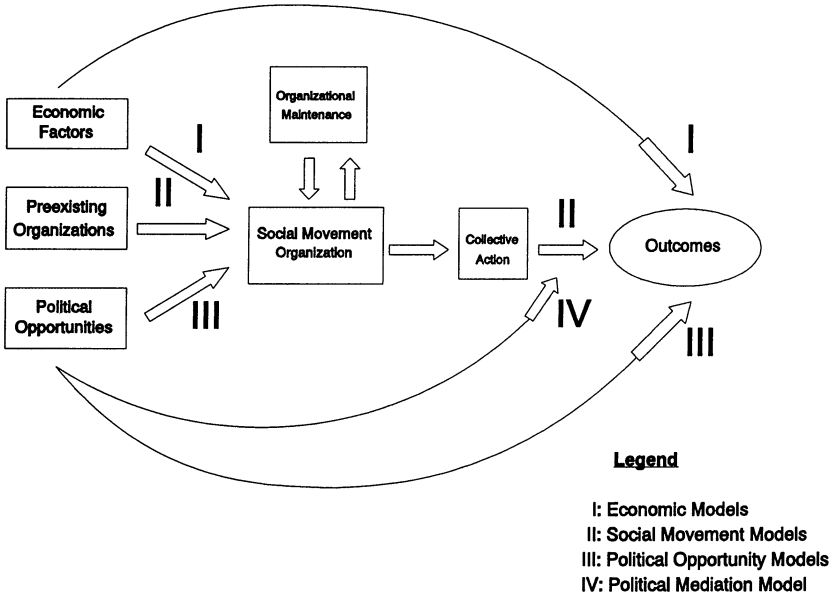 Economic
Factors
I
Organizational
Maintenance
I
II
Preexisting
Organizations
Social Movement
Organization
Collective
Action
II
Outcomes
Political
Opportunities
III
IV
III
Legend
I: Economic Models
II: Social Movement Models
III: Political Opportunity Models
IV: Political Mediation Model